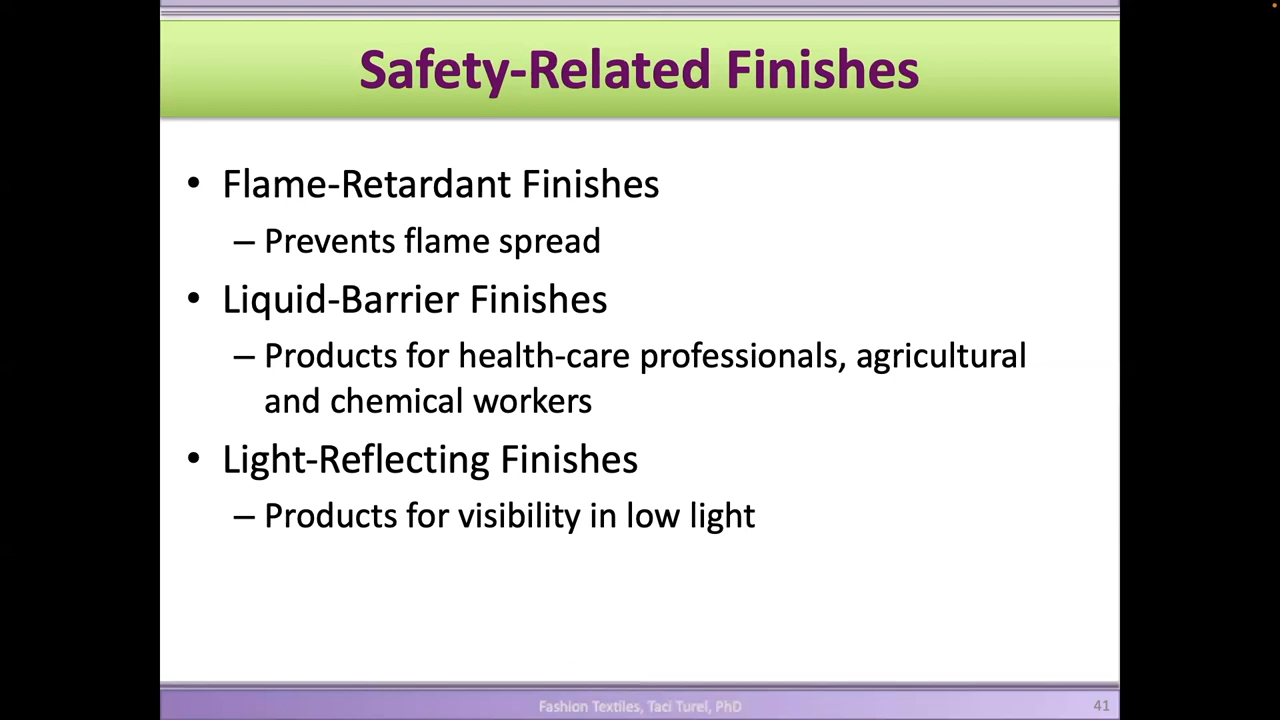 Safety-Related Finishes
• Flame-Retardant Finishes
– Prevents flame spread
• Liquid-Barrier Finishes
– Products for health-care professionals, agricultural
and chemical workers
• Light-Reflecting Finishes
– Products for visibility in low light
Fashion Textiles, Taci Turel, PhD
41